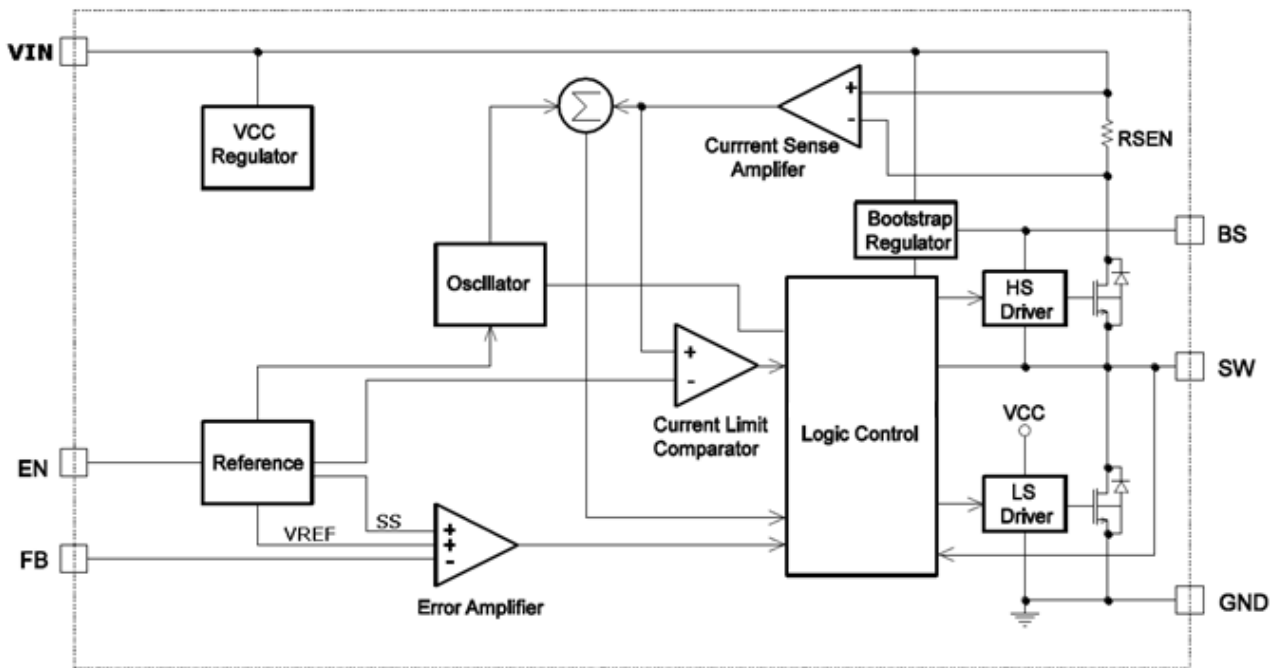 VIN
VCC
Regulator
Σ
+
-
Currrent Sense
Amplifer
RSEN
Bootstrap
Regulator
BS
Oscillator
HS
Driver
+
-
SW
Current Limit
Comparator
Logic Control
VCC
EN
Reference
LS
Driver
SS
VREF
+
+
-
FB
Error Amplifier
GND